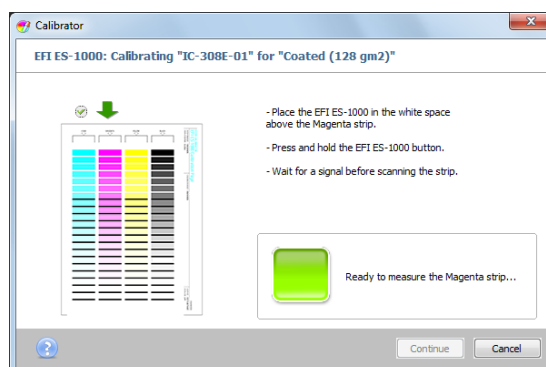 Calibrator
EFI ES-1000: Calibrating "IC-308E-01" for "Coated (128 gm2)"
- Place the EFI ES-1000 in the white space
above the Magenta strip.
- Press and hold the EFI ES-1000 button.
- Wait for a signal before scanning the strip.
Ready to measure the Magenta strip...
Continue
Cancel